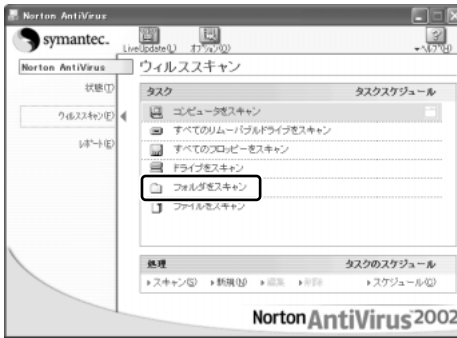 Norton AntiVirus
symantec.
LiveUpdate(U)
オプション(O)
ヘルプ(H)
Norton AntiVirus
状態(T)
ウィルススキャン(E)
レポート(E)
ウィルススキャン
タスク
タスクスケジュール
コンピュータをスキャン
すべてのリムーバブルドライブをスキャン
すべてのフロッピーをスキャン
ドライブをスキャン
フォルダをスキャン
ファイルをスキャン
処理
タスクのスケジュール
スキャン(S)
新規(N)
編集
削除
スケジュール(D)
Norton AntiVirus 2002